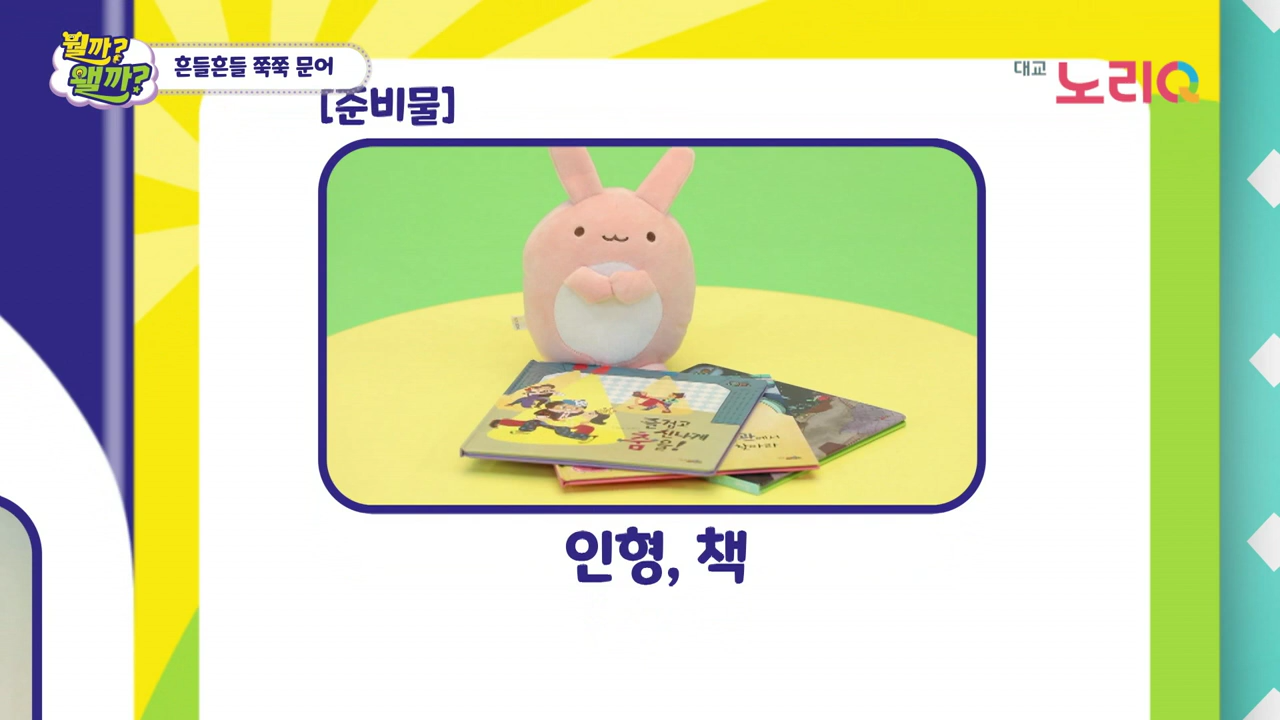 뭘까?
왤까?
흔들흔들 쭉쭉 문어
대교 노리Q
[준비물]
즐겁고
신나게
춤을!
인형, 책